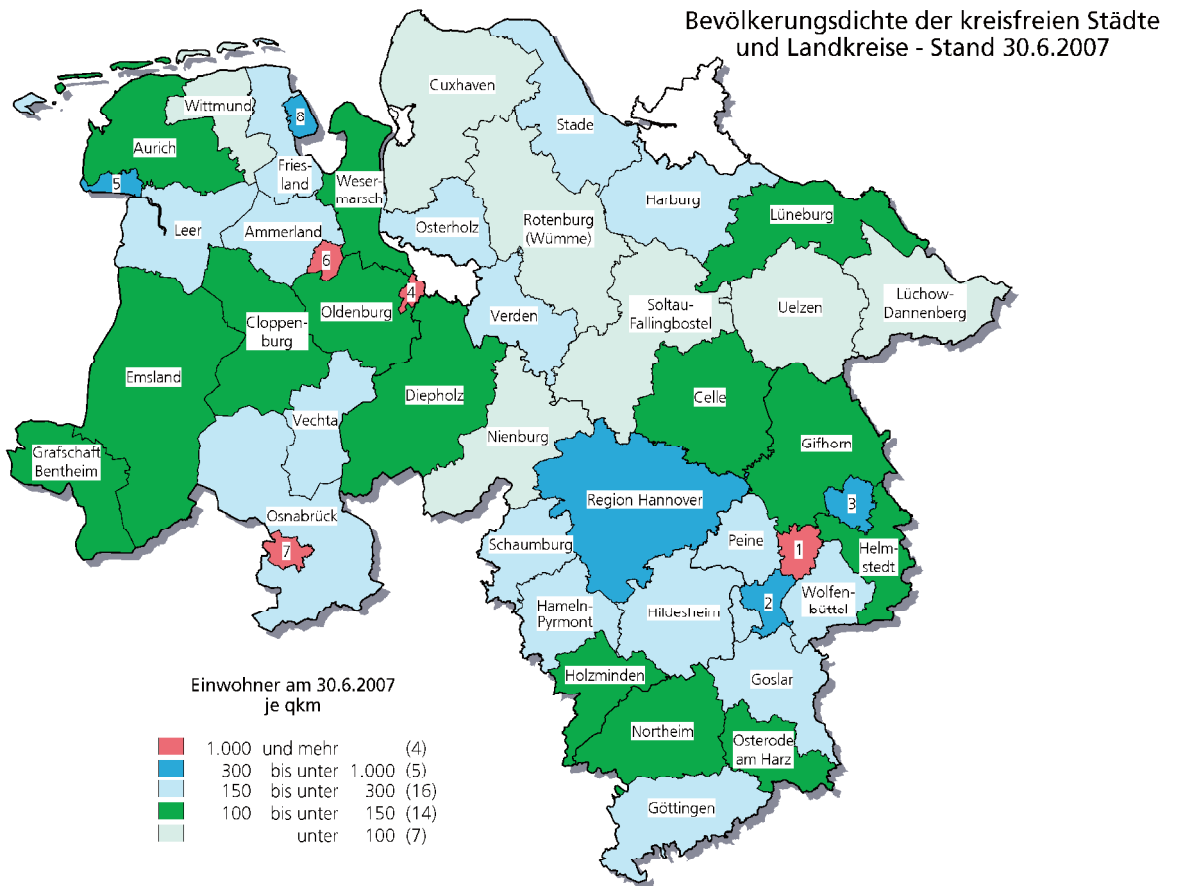 Bevölkerungsdichte der kreisfreien Städte
und Landkreise - Stand 30.6.2007
Cuxhaven
Wittmund
8
Stade
Aurich
Fries-
land
5
Weser-
marsch
Harburg
Lüneburg
Leer
Ammerland
Osterholz
Rotenburg
(Wümme)
6
4
Oldenburg
Verden
Soltau-
Fallingbostel
Uelzen
Lüchow-
Dannenberg
Cloppen-
burg
Emsland
Diepholz
Celle
Vechta
Nienburg
Gifhorn
Grafschaft
Bentheim
Region Hannover
3
Osnabrück
7
Schaumburg
Peine
1
Helm-
stedt
Hameln-
Pyrmont
Hildesheim
2
Wolfen-
büttel
Holzminden
Goslar
Northeim
Osterode
am Harz
Göttingen
Einwohner am 30.6.2007
je qkm
1.000 und mehr (4)
300 bis unter 1.000 (5)
150 bis unter 300 (16)
100 bis unter 150 (14)
unter 100 (7)